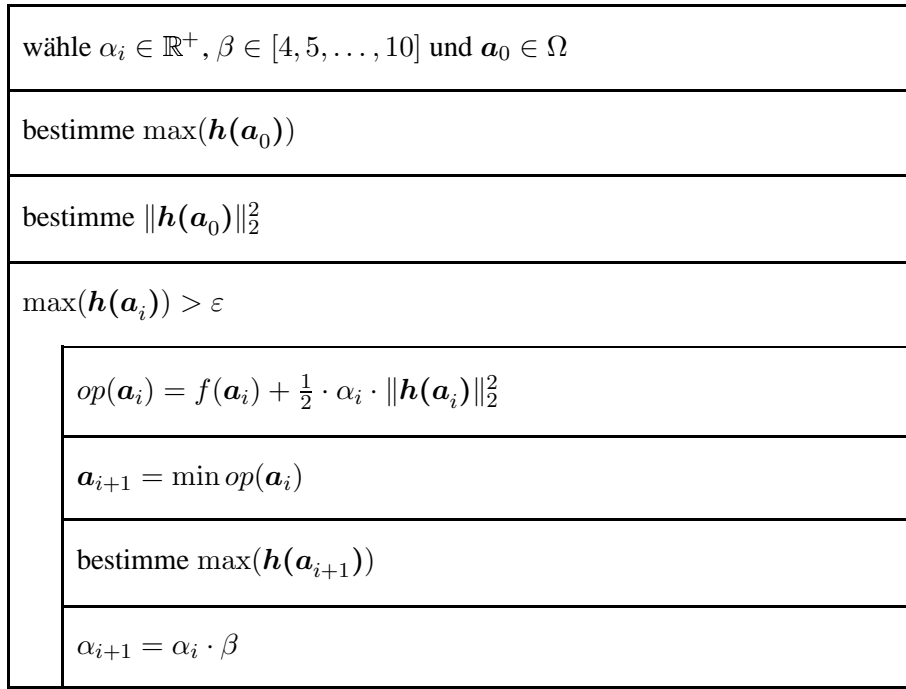 wähle αᵢ ∈ ℝ⁺, β ∈ [4, 5, . . . , 10] und a₀ ∈ Ω
bestimme max(h(a₀))
bestimme ‖h(a₀)‖₂²
max(h(aᵢ)) > ε
op(aᵢ) = f(aᵢ) + ½ · αᵢ · ‖h(aᵢ)‖₂²
aᵢ₊₁ = min op(aᵢ)
bestimme max(h(aᵢ₊₁))
αᵢ₊₁ = αᵢ · β